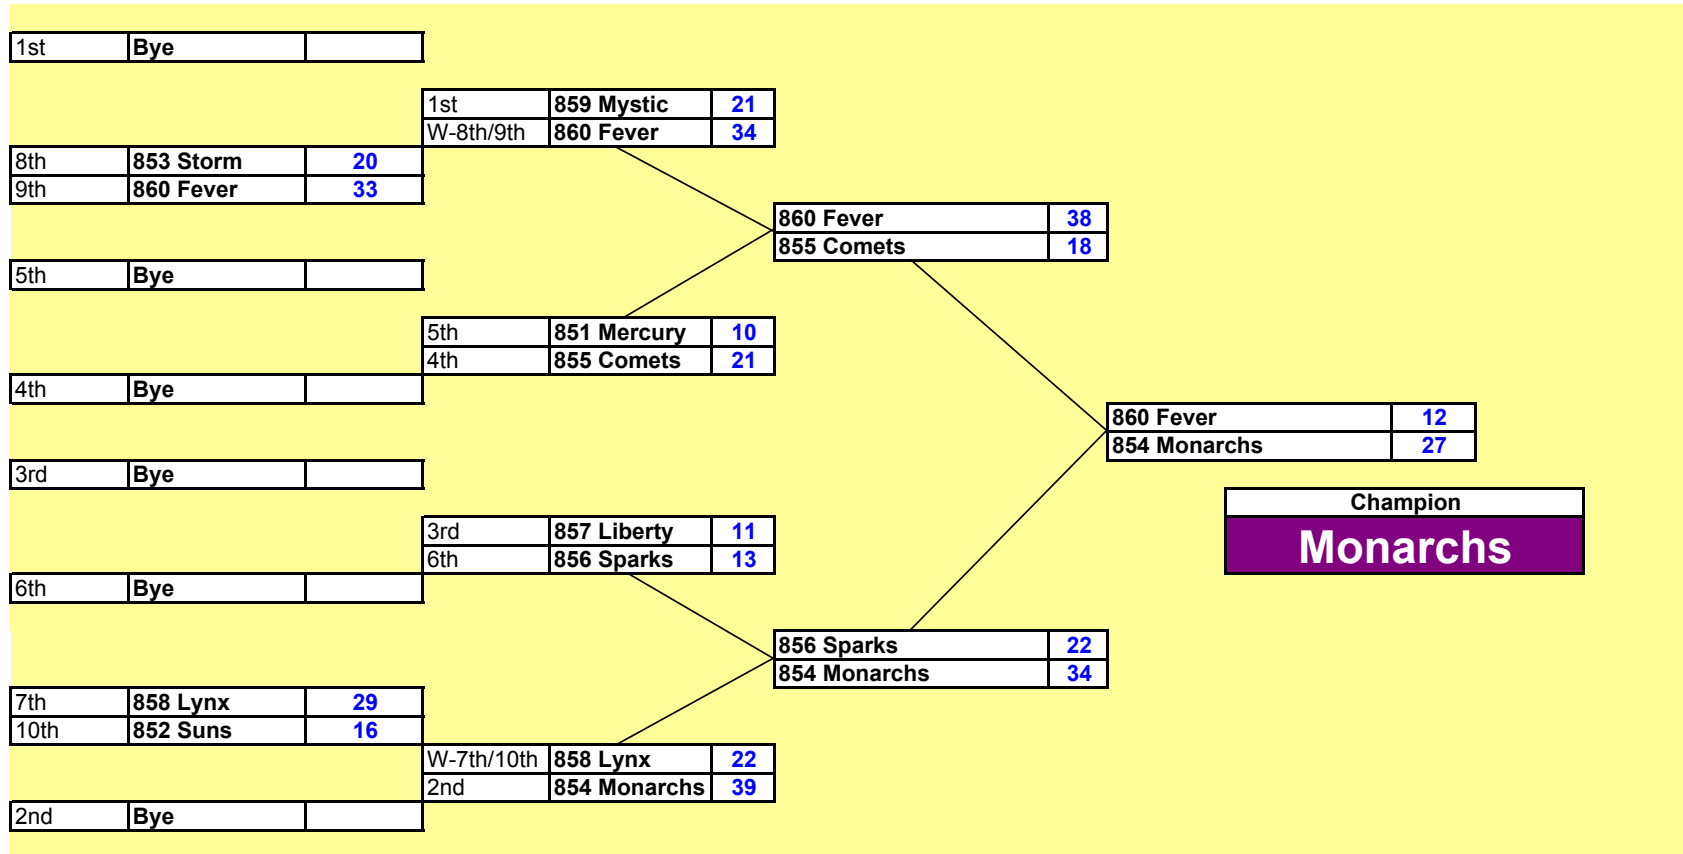 1st Bye
1st 859 Mystic 21
W-8th/9th 860 Fever 34
8th 853 Storm 20
9th 860 Fever 33
860 Fever 38
855 Comets 18
5th Bye
5th 851 Mercury 10
4th 855 Comets 21
4th Bye
860 Fever 12
854 Monarchs 27
3rd Bye
Champion
Monarchs
3rd 857 Liberty 11
6th 856 Sparks 13
6th Bye
856 Sparks 22
854 Monarchs 34
7th 858 Lynx 29
10th 852 Suns 16
W-7th/10th 858 Lynx 22
2nd 854 Monarchs 39
2nd Bye